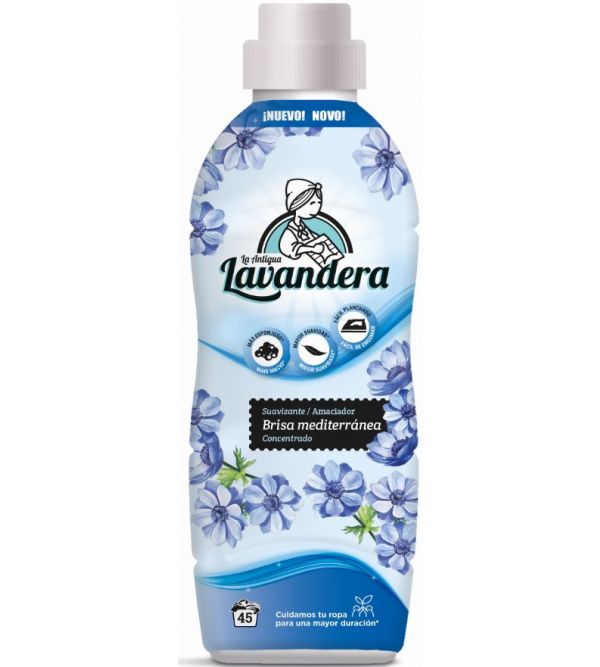 ¡NUEVO! NOVO!
La Antigua
Lavandera
MÁS ESPONJOSO*
MAIS MACIO*
MAYOR SUAVIDAD*
MAIOR SUAVIDADE*
FÁCIL PLANCHADO
FÁCIL DE ENGOMAR
Suavizante / Amaciador
Brisa mediterránea
Concentrado
45
Cuidamos tu ropa
para una mayor duración*